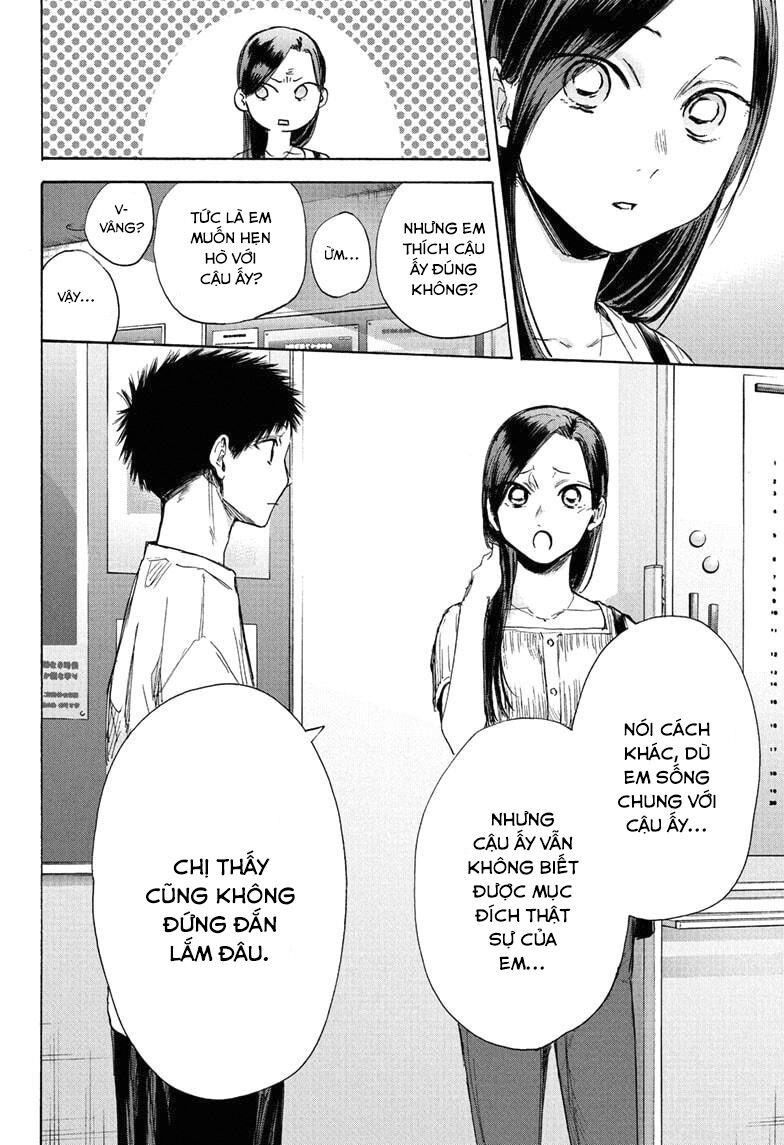 NHƯNG EM
THÍCH CẬU
ẤY ĐÚNG
KHÔNG?
ỪM...
TỨC LÀ EM
MUỐN HẸN
HÒ VỚI
CẬU ẤY?
V-
VÂNG?
VẬY...
NÓI CÁCH
KHÁC, DÙ
EM SỐNG
CHUNG VỚI
CẬU ẤY...
NHƯNG
CẬU ẤY VẪN
KHÔNG BIẾT
ĐƯỢC MỤC
ĐÍCH THẬT
SỰ CỦA
EM...
CHỊ THẤY
CŨNG KHÔNG
ĐỨNG ĐẮN
LẮM ĐÂU.